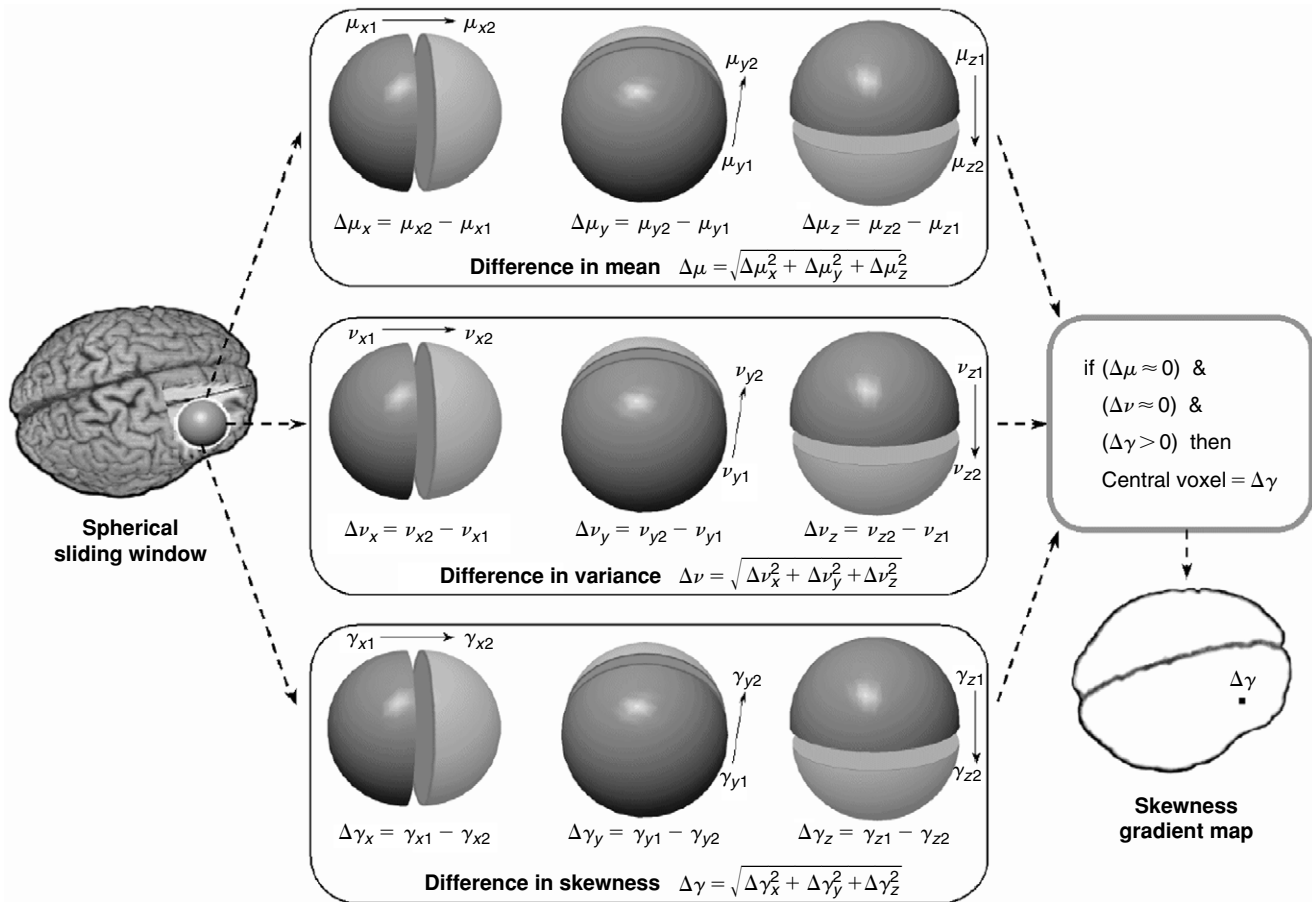 μx1 → μx2
μy2
μy1
μz1
μz2
Δμx = μx2 − μx1
Δμy = μy2 − μy1
Δμz = μz2 − μz1
Difference in mean Δμ = √(Δμx² + Δμy² + Δμz²)
Spherical
sliding window
νx1 → νx2
νy2
νy1
νz1
νz2
Δνx = νx2 − νx1
Δνy = νy2 − νy1
Δνz = νz2 − νz1
Difference in variance Δν = √(Δνx² + Δνy² + Δνz²)
γx1 → γx2
γy2
γy1
γz1
γz2
Δγx = γx1 − γx2
Δγy = γy1 − γy2
Δγz = γz1 − γz2
Difference in skewness Δγ = √(Δγx² + Δγy² + Δγz²)
if (Δμ ≈ 0) &
(Δν ≈ 0) &
(Δγ > 0) then
Central voxel = Δγ
Δγ
Skewness
gradient map